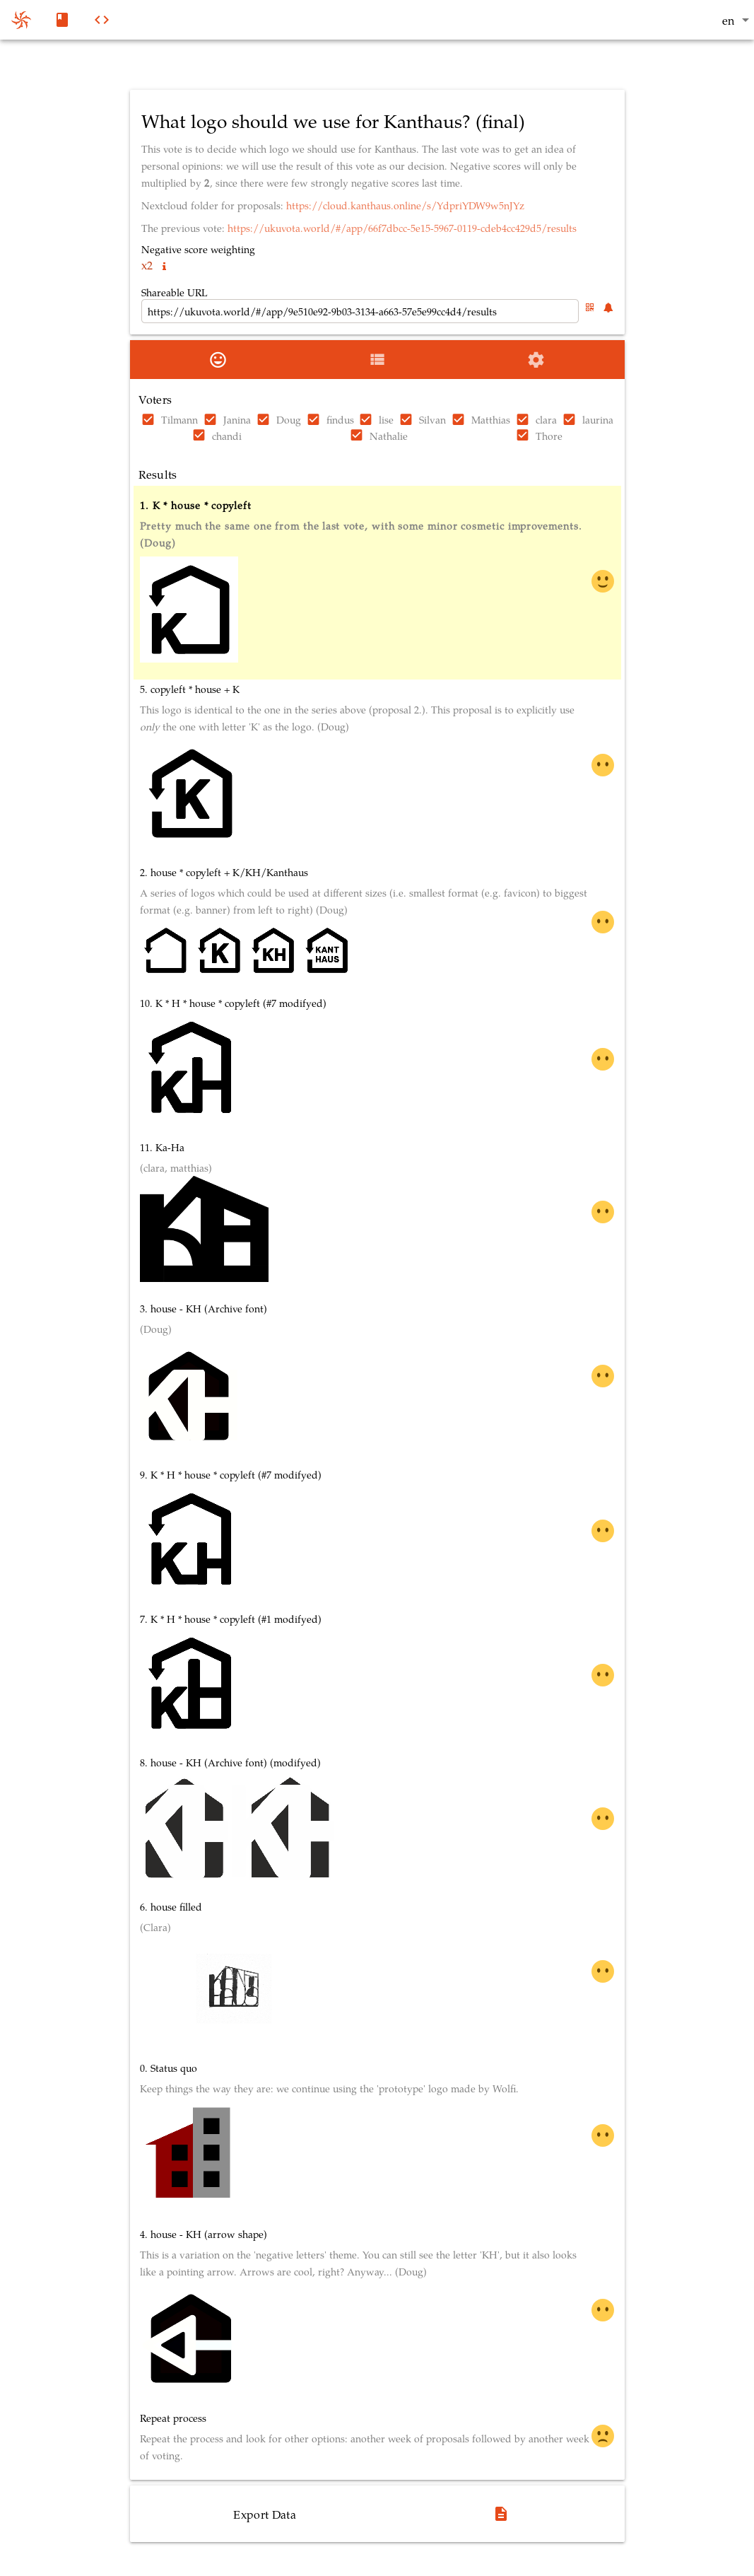 en
What logo should we use for Kanthaus? (final)
This vote is to decide which logo we should use for Kanthaus. The last vote was to get an idea of
personal opinions: we will use the result of this vote as our decision. Negative scores will only be
multiplied by 2, since there were few strongly negative scores last time.
Nextcloud folder for proposals: https://cloud.kanthaus.online/s/YdpriYDW9w5nJYz
The previous vote: https://ukuvota.world/#/app/66f7dbcc-5e15-5967-0119-cdeb4cc429d5/results
Negative score weighting
x2
Shareable URL
https://ukuvota.world/#/app/9e510e92-9b03-3134-a663-57e5e99cc4d4/results
Voters
Tilmann Janina Doug findus lise Silvan Matthias clara laurina
chandi Nathalie Thore
Results
1. K * house * copyleft
Pretty much the same one from the last vote, with some minor cosmetic improvements.
(Doug)
K
5. copyleft * house + K
This logo is identical to the one in the series above (proposal 2.). This proposal is to explicitly use
only the one with letter 'K' as the logo. (Doug)
K
2. house * copyleft + K/KH/Kanthaus
A series of logos which could be used at different sizes (i.e. smallest format (e.g. favicon) to biggest
format (e.g. banner) from left to right) (Doug)
K KH KANT
HAUS
10. K * H * house * copyleft (#7 modifyed)
KH
11. Ka-Ha
(clara, matthias)
KH
3. house - KH (Archive font)
(Doug)
KH
9. K * H * house * copyleft (#7 modifyed)
KH
7. K * H * house * copyleft (#1 modifyed)
KH
8. house - KH (Archive font) (modifyed)
KH KH
6. house filled
(Clara)
0. Status quo
Keep things the way they are: we continue using the 'prototype' logo made by Wolfi.
4. house - KH (arrow shape)
This is a variation on the 'negative letters' theme. You can still see the letter 'KH', but it also looks
like a pointing arrow. Arrows are cool, right? Anyway... (Doug)
Repeat process
Repeat the process and look for other options: another week of proposals followed by another week
of voting.
Export Data